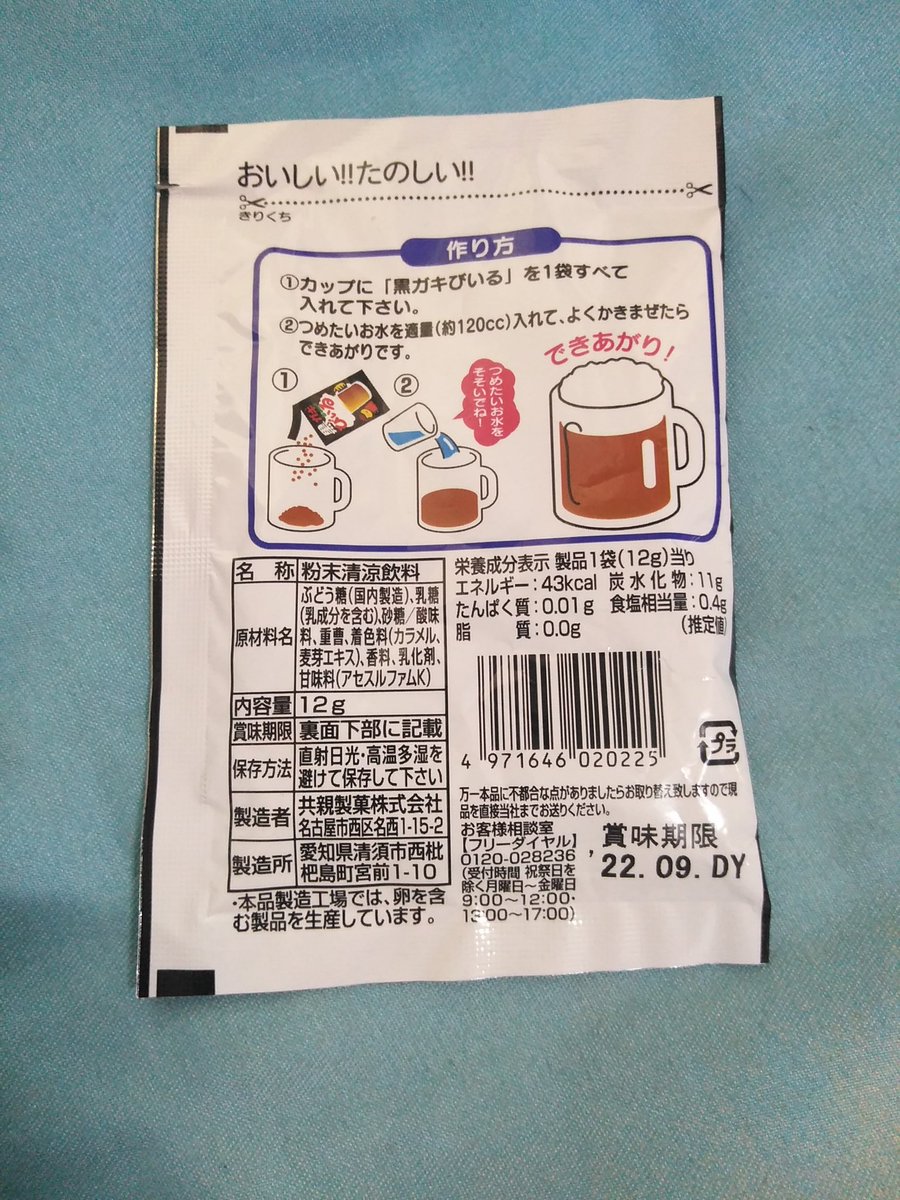 おいしい!!たのしい!!
きりくち
作り方
①カップに「黒ガキびいる」を1袋すべて
入れて下さい。
②つめたいお水を適量(約120cc)入れて、よくかきまぜたら
できあがりです。
できあがり!
①
②
つめたいお水を
そそいでね!
名 称 粉末清涼飲料
原材料名 ぶどう糖(国内製造)、乳糖
(乳成分を含む)、砂糖/酸味
料、重曹、着色料(カラメル、
麦芽エキス)、香料、乳化剤、
甘味料(アセスルファムK)
内容量 12g
賞味期限 裏面下部に記載
保存方法 直射日光・高温多湿を
避けて保存して下さい
製造者 共親製菓株式会社
名古屋市西区名西1-15-2
製造所 愛知県清須市西枇
杷島町宮前1-10
・本品製造工場では、卵を含
む製品を生産しています。
栄養成分表示 製品1袋(12g)当り
エネルギー:43kcal 炭水化物:11g
たんぱく質:0.01g 食塩相当量:0.4g
脂 質:0.0g (推定値)
4 971646 020225
プラ
万一本品に不都合な点がありましたらお取り替え致しますので現
品を直接当社までお送りください。
お客様相談室
【フリーダイヤル】
0120-028236
(受付時間 祝祭日を
除く月曜日〜金曜日
9:00〜12:00・
13:00〜17:00)
賞味期限
'22.09.DY